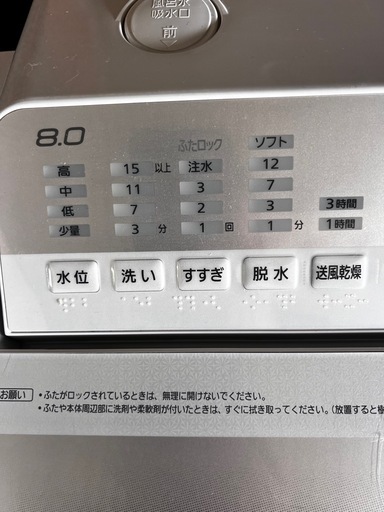 風呂水
吸水口
前
8.0 ふたロック ソフト
高 15 以上 注水 12
中 11 3 7
低 7 2 3 3時間
少量 3 分 1 回 1 分 1時間
水位 洗い すすぎ 脱水 送風乾燥
お願い ・ふたがロックされているときは、無理に開けないでください。
・ふたや本体周辺部に洗剤や柔軟剤が付いたときは、すぐに拭き取ってください。(放置すると樹